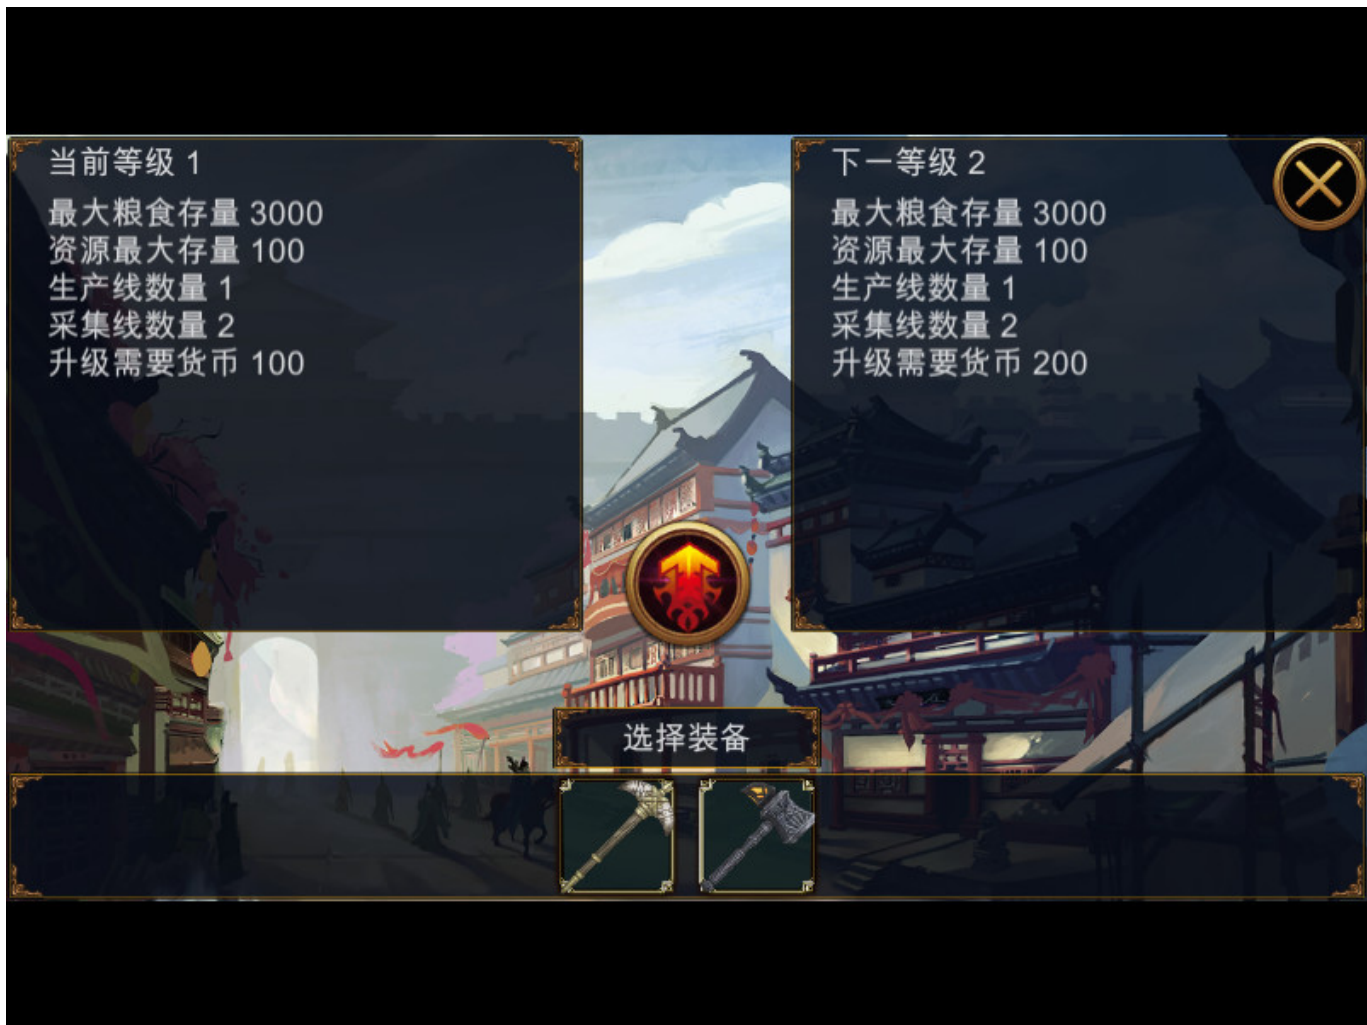 当前等级 1
最大粮食存量 3000
资源最大存量 100
生产线数量 1
采集线数量 2
升级需要货币 100
下一等级 2
最大粮食存量 3000
资源最大存量 100
生产线数量 1
采集线数量 2
升级需要货币 200
选择装备